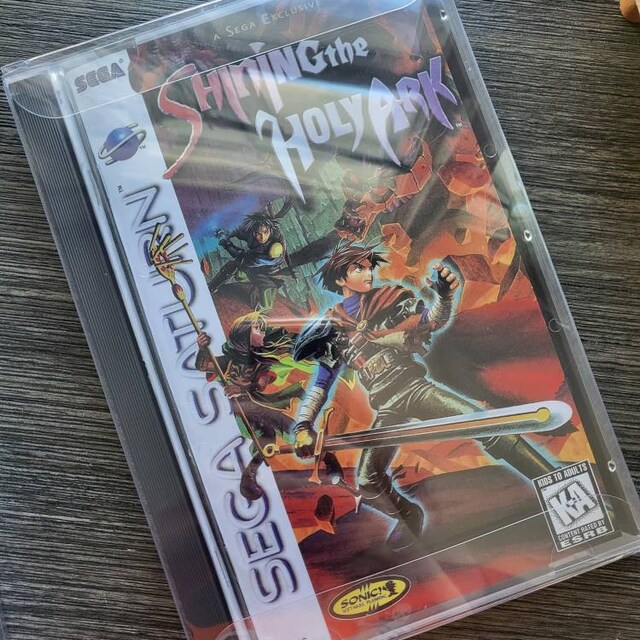 A SEGA EXCLUSIVE
SEGA
SHINING the
HOLY ARK
SEGA SATURN
KIDS TO ADULTS
K-A
CONTENT RATED BY
ESRB
SONIC!